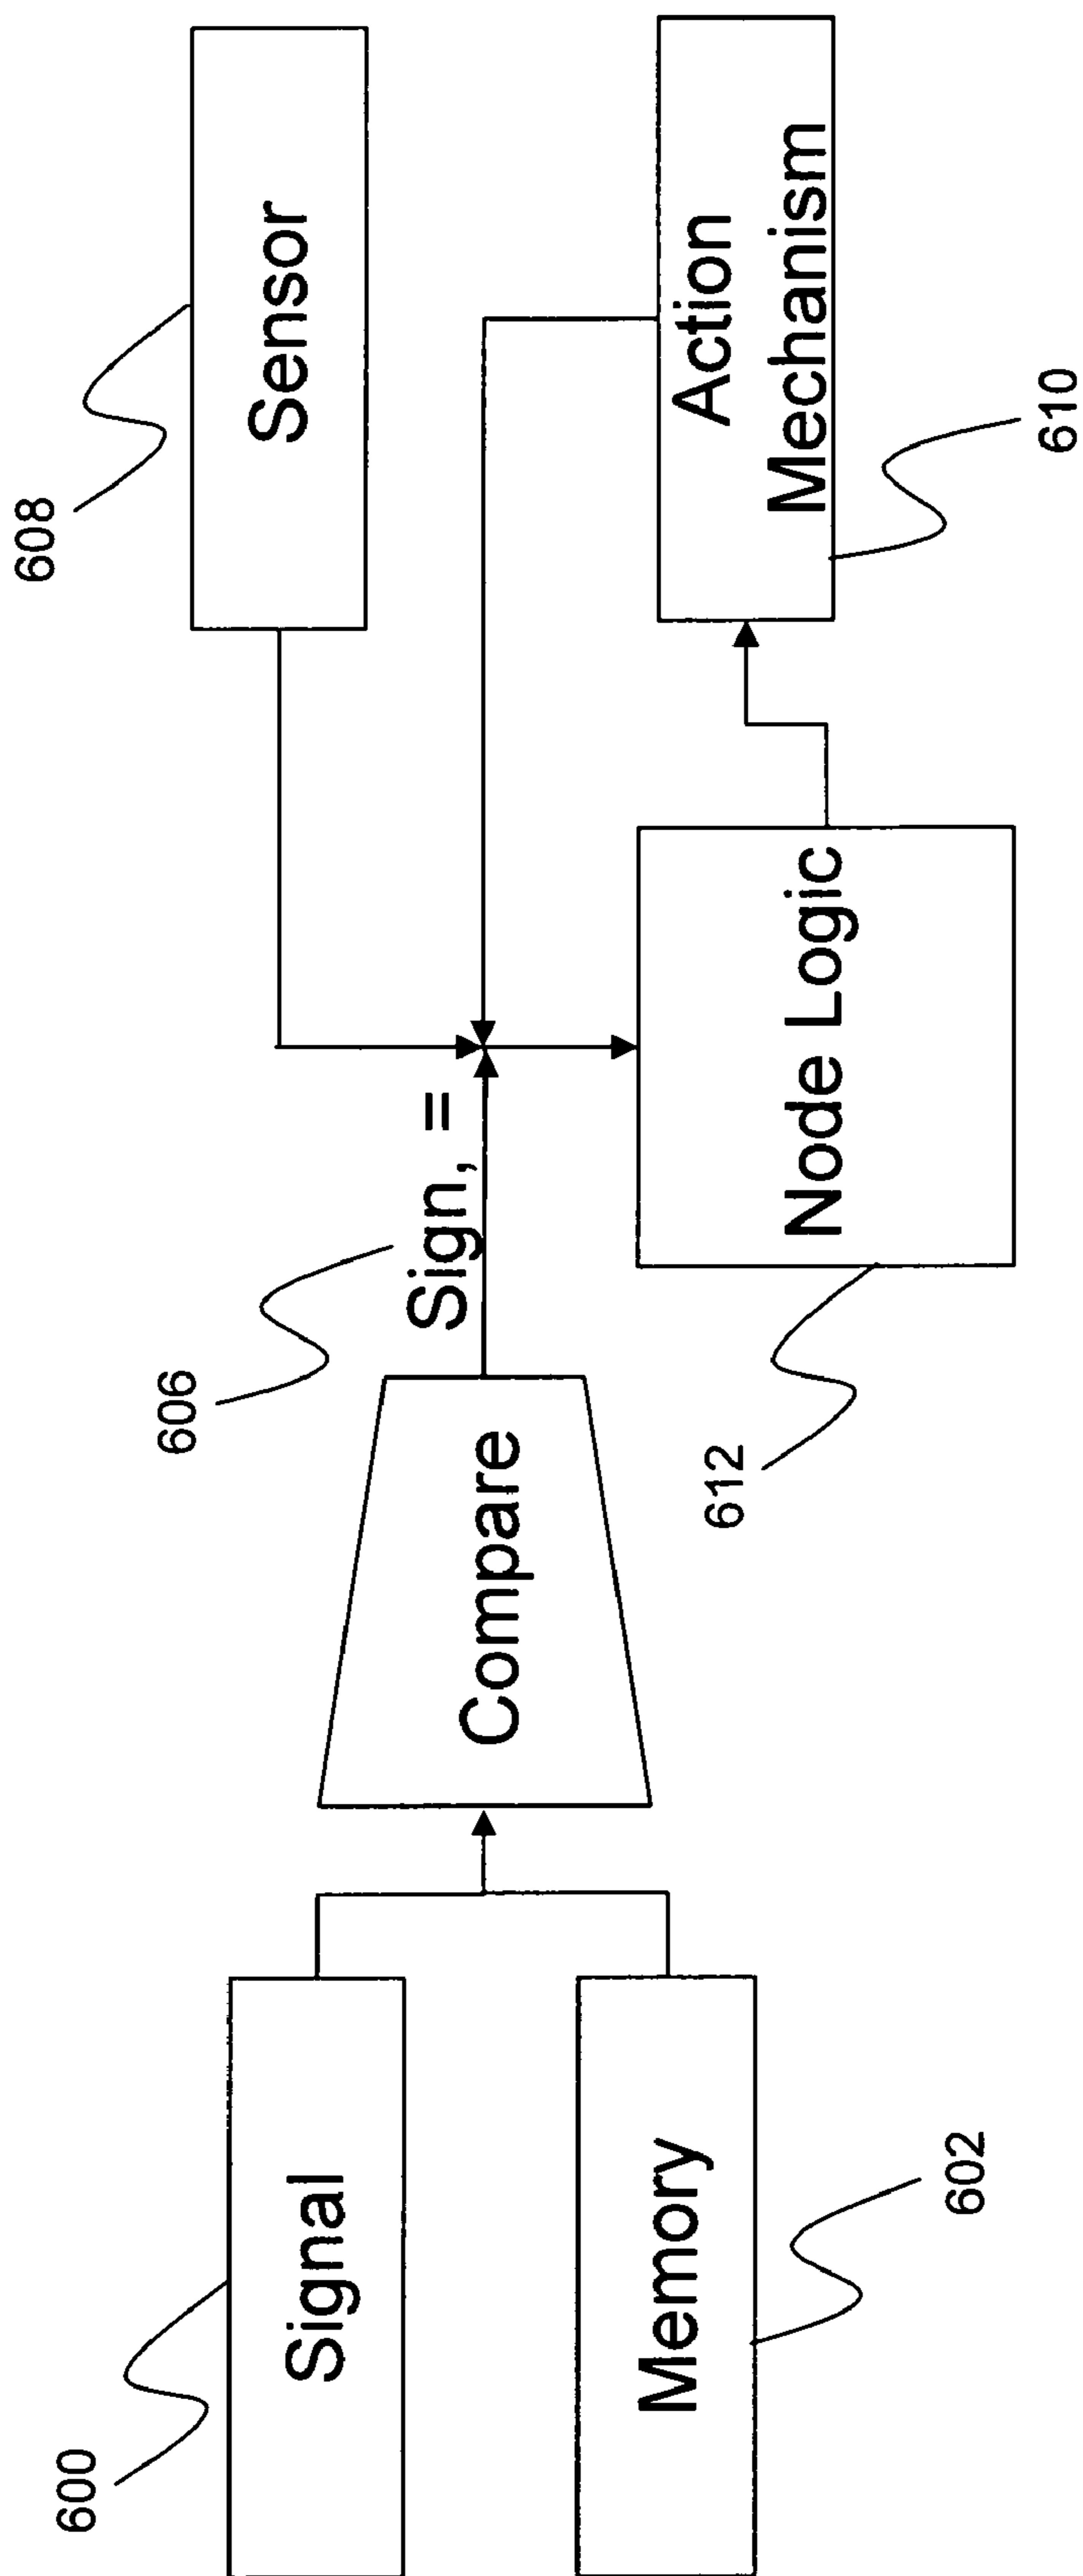 600
Signal
Memory
602
Compare
606
Sign, =
608
Sensor
Node Logic
612
Action
Mechanism
610